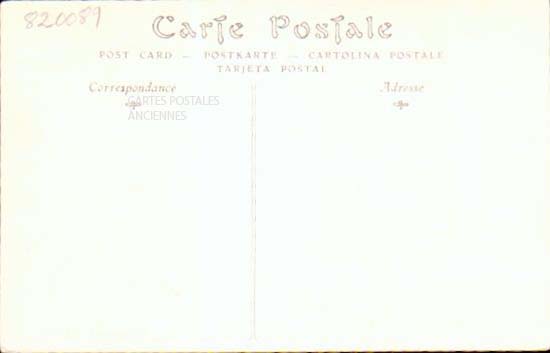 820089
Carte Postale
POST CARD — POSTKARTE — CARTOLINA POSTALE
TARJETA POSTAL
Correspondance
Adresse
CARTES POSTALES
ANCIENNES